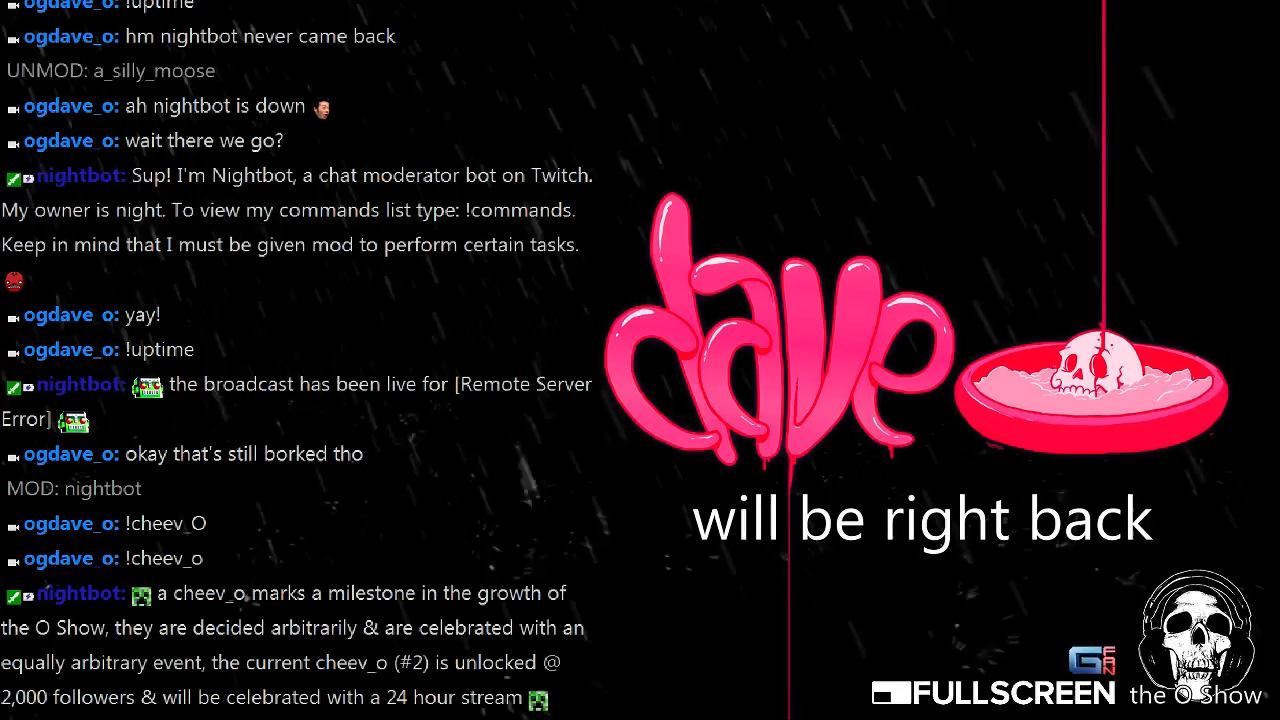 ogdave_o: !uptime
ogdave_o: hm nightbot never came back
UNMOD: a_silly_moose
ogdave_o: ah nightbot is down
ogdave_o: wait there we go?
nightbot: Sup! I'm Nightbot, a chat moderator bot on Twitch.
My owner is night. To view my commands list type: !commands.
Keep in mind that I must be given mod to perform certain tasks.
ogdave_o: yay!
ogdave_o: !uptime
nightbot: the broadcast has been live for [Remote Server
Error]
ogdave_o: okay that's still borked tho
MOD: nightbot
ogdave_o: !cheev_O
ogdave_o: !cheev_o
nightbot: a cheev_o marks a milestone in the growth of
the O Show, they are decided arbitrarily & are celebrated with an
equally arbitrary event, the current cheev_o (#2) is unlocked @
2,000 followers & will be celebrated with a 24 hour stream
dave
will be right back
G FAN
FULLSCREEN
the O Show